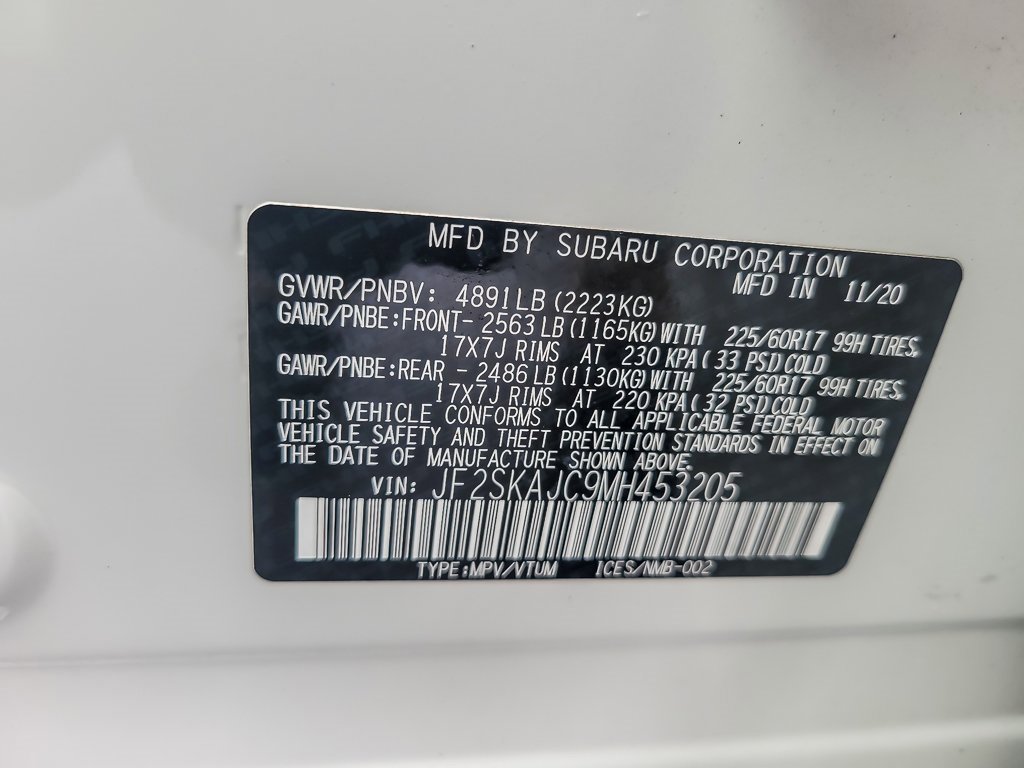 MFD BY SUBARU CORPORATION
MFD IN 11/20
GVWR/PNBV: 4891LB(2223KG)
GAWR/PNBE:FRONT- 2563LB(1165KG)WITH 225/60R17 99H TIRES,
17X7J RIMS AT 230 KPA(33 PSI)COLD
GAWR/PNBE:REAR - 2486LB(1130KG)WITH 225/60R17 99H TIRES,
17X7J RIMS AT 220 KPA(32 PSI)COLD
THIS VEHICLE CONFORMS TO ALL APPLICABLE FEDERAL MOTOR
VEHICLE SAFETY AND THEFT PREVENTION STANDARDS IN EFFECT ON
THE DATE OF MANUFACTURE SHOWN ABOVE.
VIN: JF2SKAJC9MH453205
TYPE:MPV/VTUM ICES/NMB-002